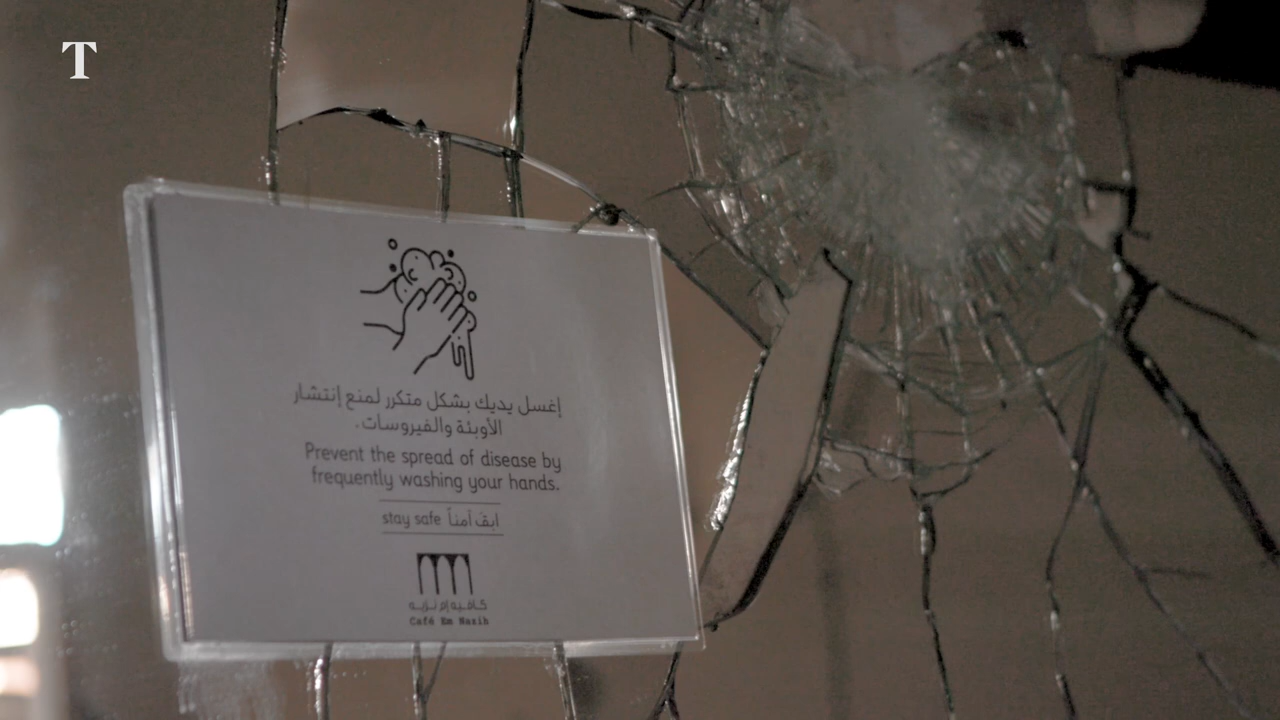 T
إغسل يديك بشكل متكرر لمنع إنتشار
الأوبئة والفيروسات.
Prevent the spread of disease by
frequently washing your hands.
stay safe ابقَ آمناً
كافيه إم نزيه
Café Em Nazih